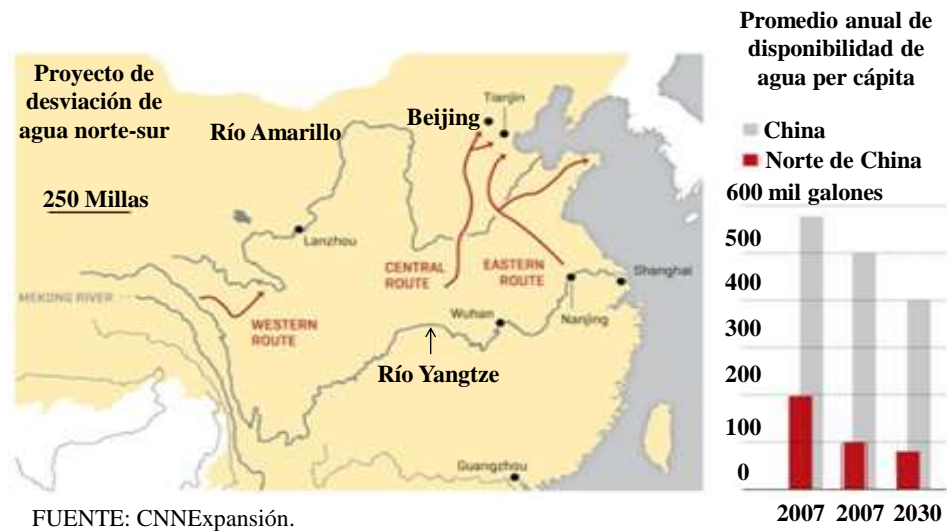 Proyecto de
desviación de
agua norte-sur
250 Millas
Río Amarillo
Beijing
Tianjin
Lanzhou
CENTRAL
ROUTE
EASTERN
ROUTE
Shanghai
MEKONG RIVER
WESTERN
ROUTE
Wuhan
Nanjing
Río Yangtze
Guangzhou
FUENTE: CNNExpansión.
Promedio anual de
disponibilidad de
agua per cápita
China
Norte de China
600 mil galones
500
400
300
200
100
0
2007 2007 2030